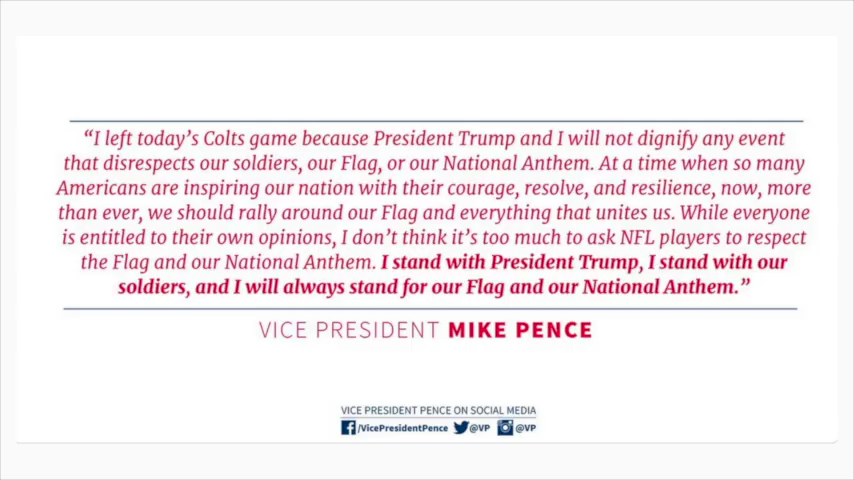 “I left today’s Colts game because President Trump and I will not dignify any event
that disrespects our soldiers, our Flag, or our National Anthem. At a time when so many
Americans are inspiring our nation with their courage, resolve, and resilience, now, more
than ever, we should rally around our Flag and everything that unites us. While everyone
is entitled to their own opinions, I don’t think it’s too much to ask NFL players to respect
the Flag and our National Anthem. I stand with President Trump, I stand with our
soldiers, and I will always stand for our Flag and our National Anthem.”
VICE PRESIDENT MIKE PENCE
VICE PRESIDENT PENCE ON SOCIAL MEDIA
/VicePresidentPence @VP @VP